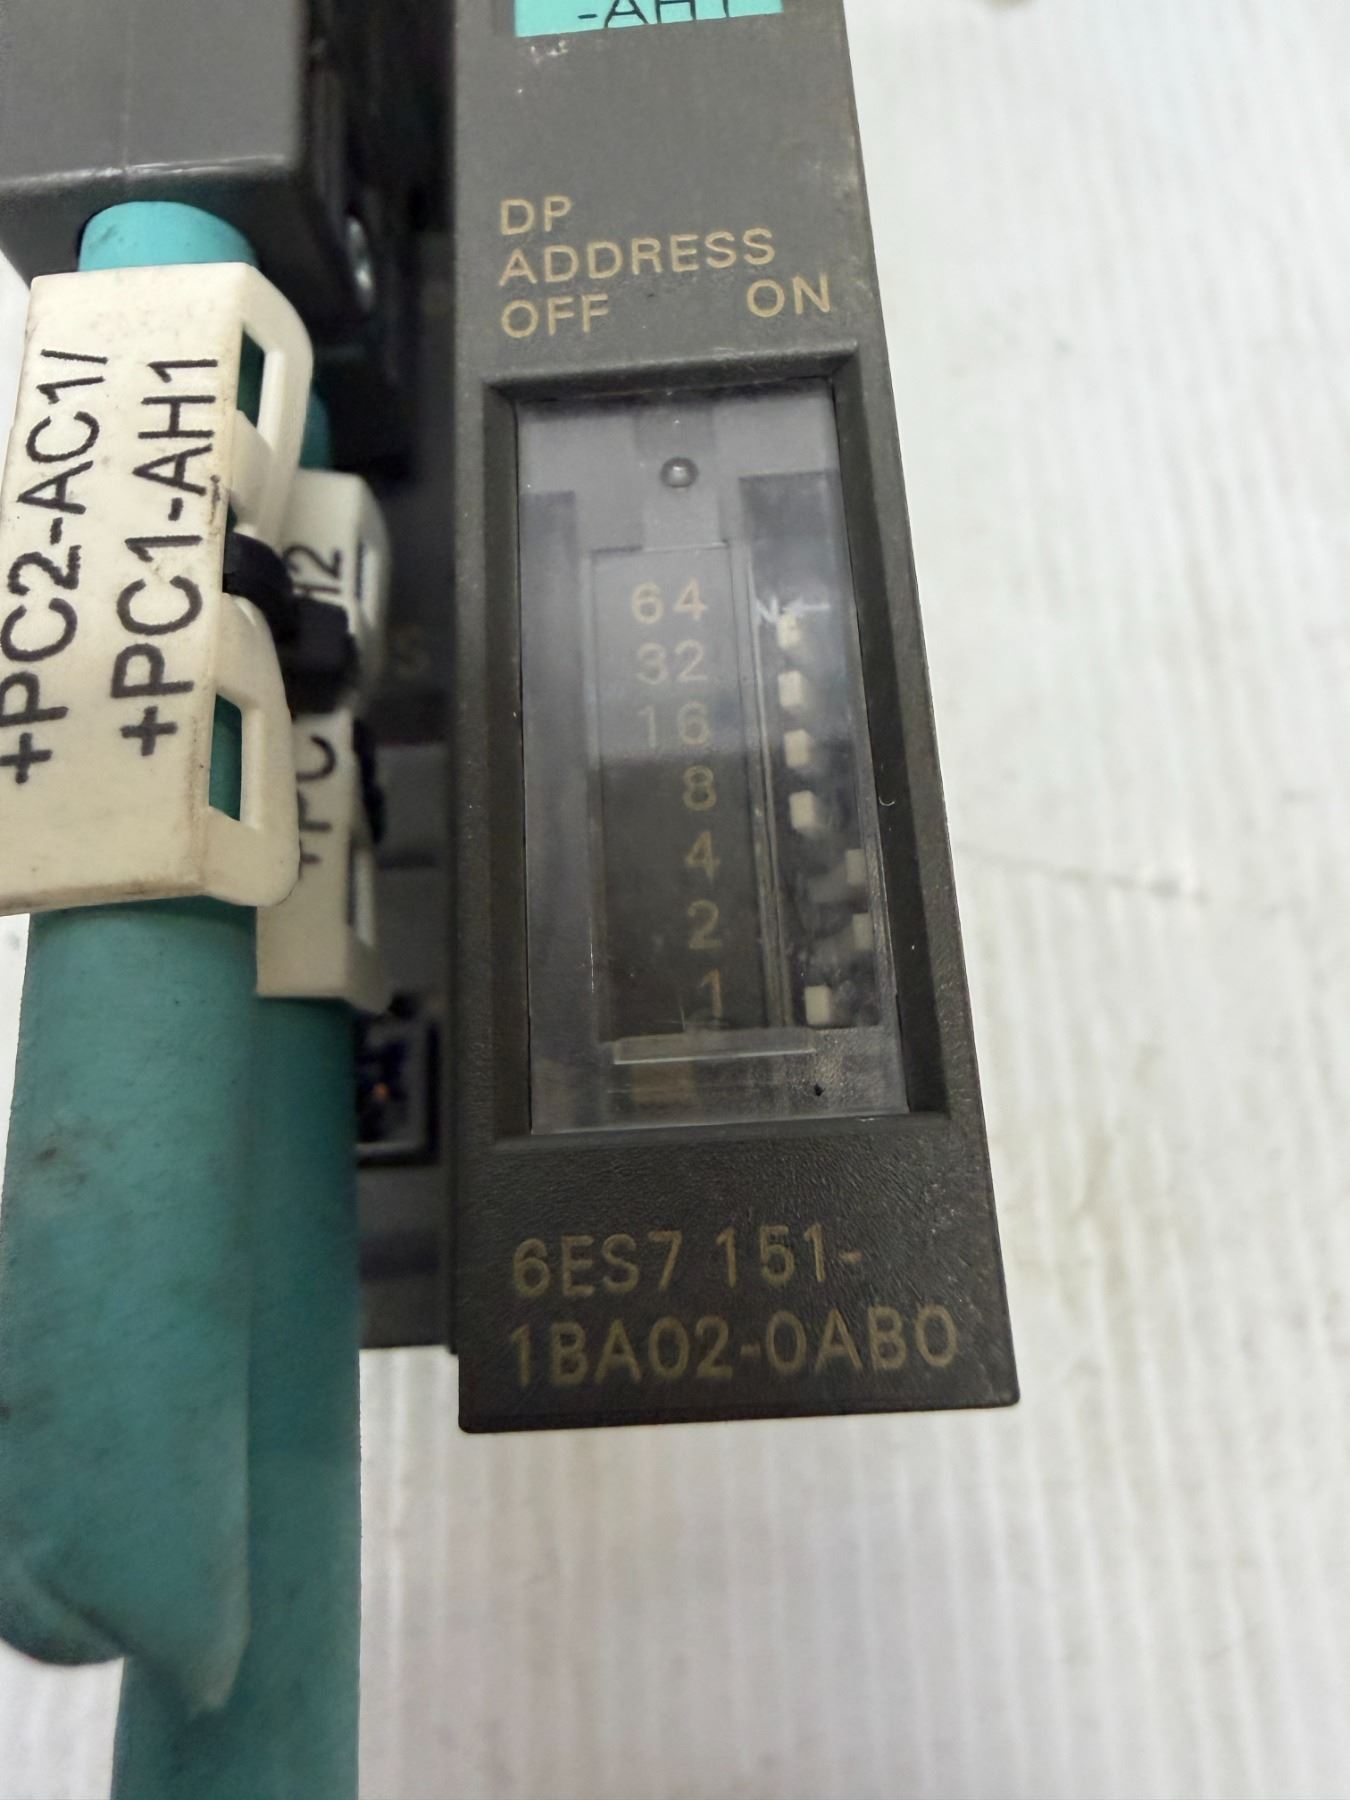 -AH1
DP
ADDRESS
OFF ON
64
32
16
8
4
2
1
6ES7 151-
1BA02-0AB0
+PC2-AC1/
+PC1-AH1